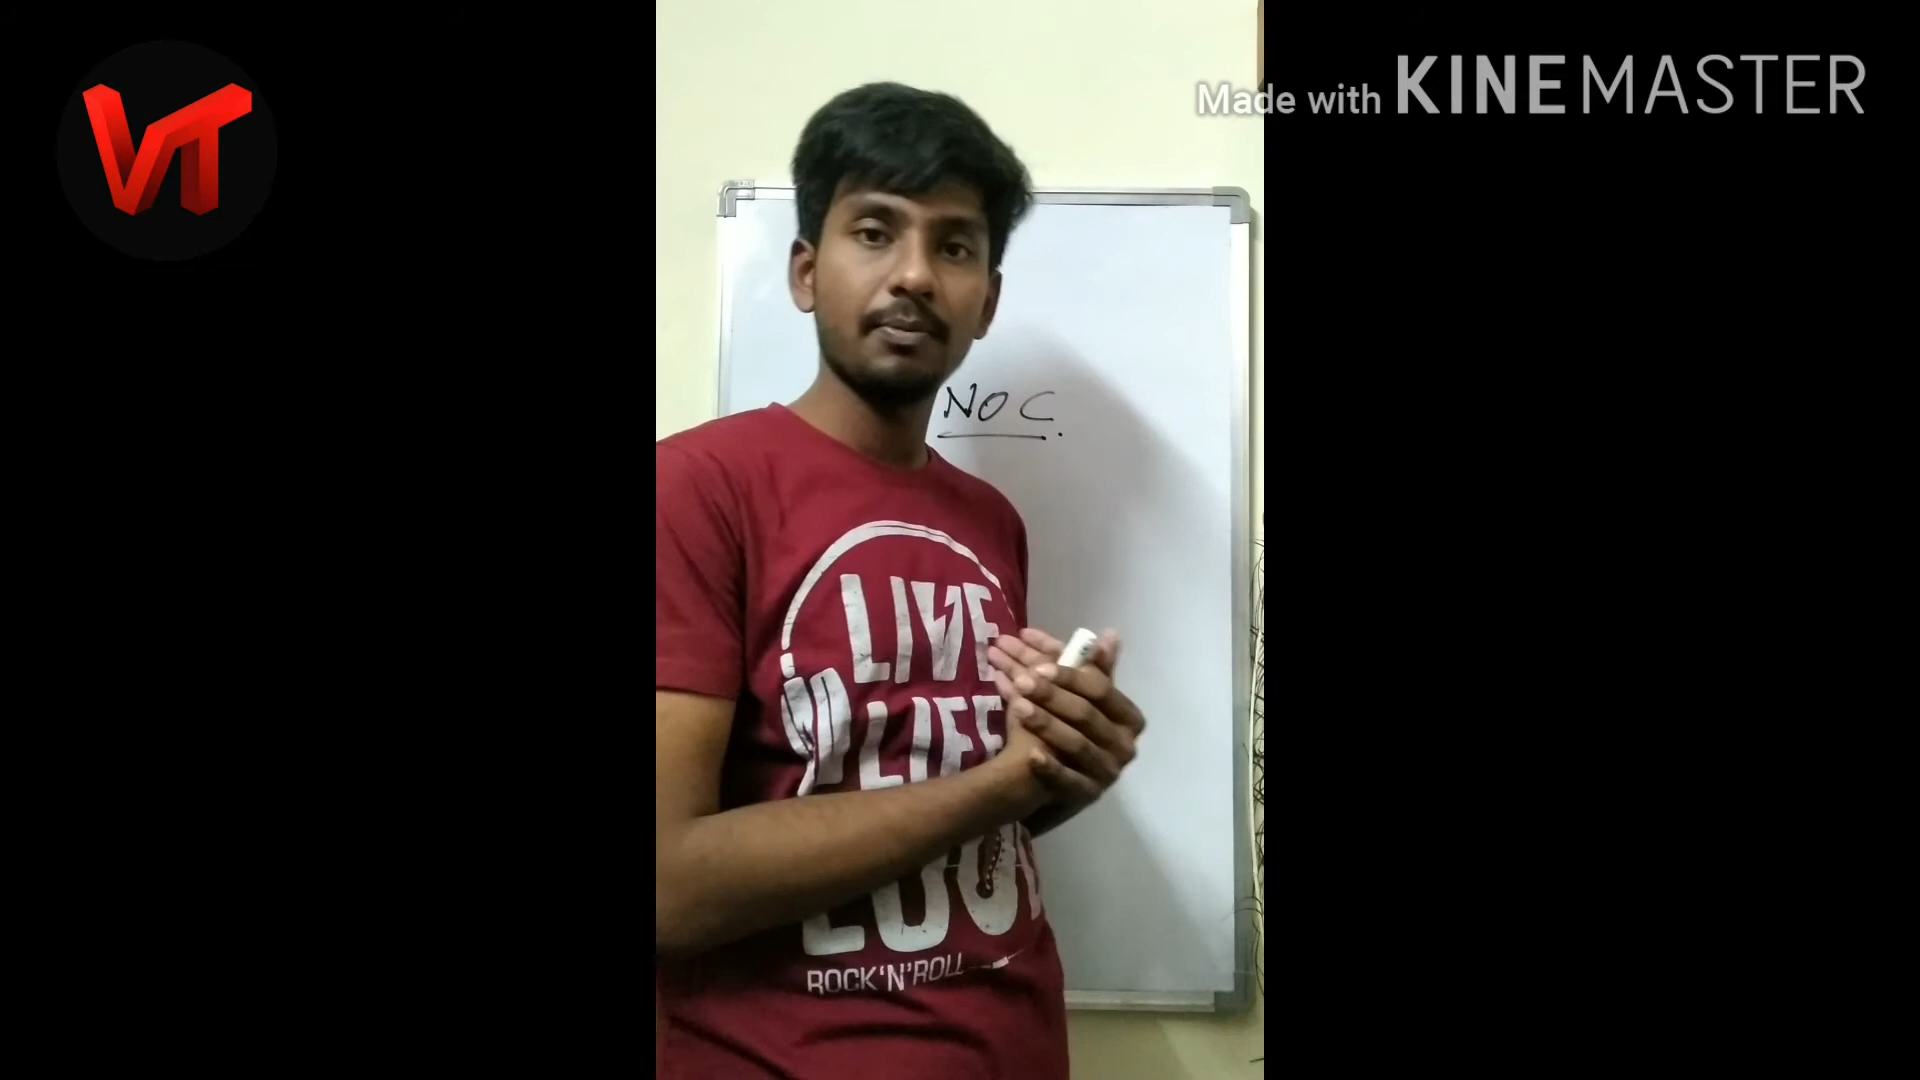 VT
Made with KINEMASTER
NOC.
LIVE
LIFE
LOUD
ROCK'N'ROLL